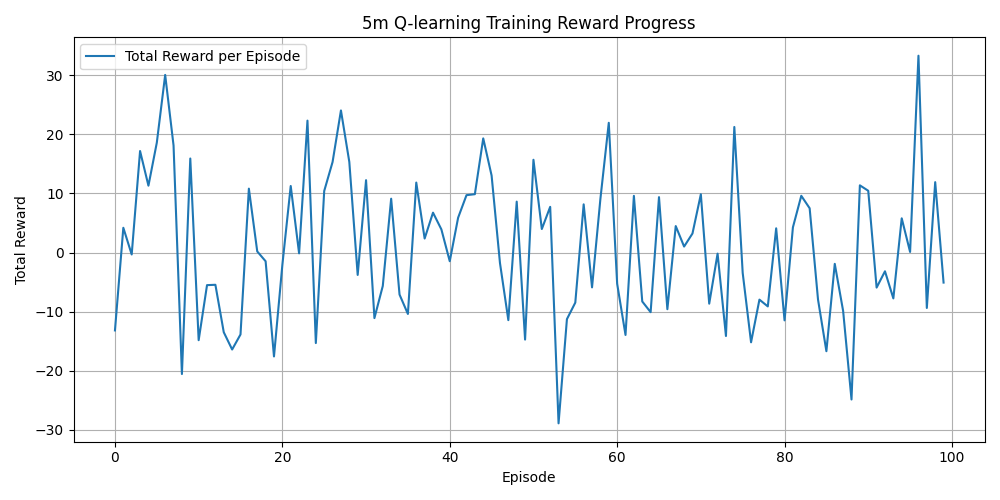 5m Q-learning Training Reward Progress
Total Reward per Episode
Total Reward
30
20
10
0
−10
−20
−30
0 20 40 60 80 100
Episode